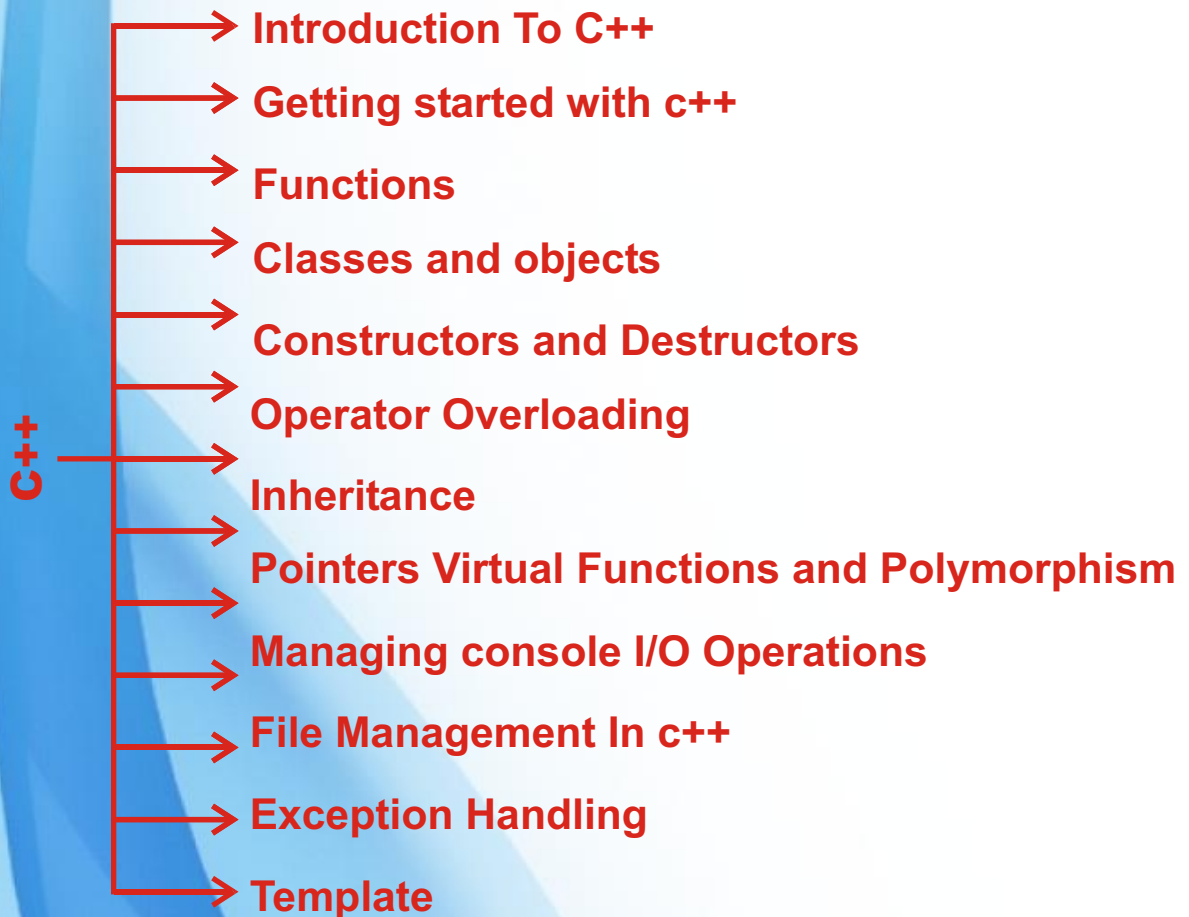 C++
Introduction To C++
Getting started with c++
Functions
Classes and objects
Constructors and Destructors
Operator Overloading
Inheritance
Pointers Virtual Functions and Polymorphism
Managing console I/O Operations
File Management In c++
Exception Handling
Template